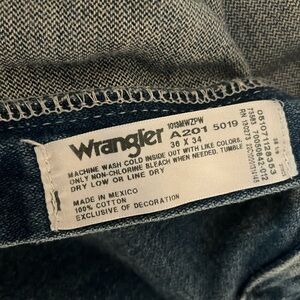 Wrangler
1013MWZPW
A201 5019
36 X 34
MACHINE WASH COLD INSIDE OUT WITH LIKE COLORS
ONLY NON-CHLORINE BLEACH WHEN NEEDED. TUMBLE
DRY LOW OR LINE DRY
MADE IN MEXICO
100% COTTON
EXCLUSIVE OF DECORATION
RN 130273